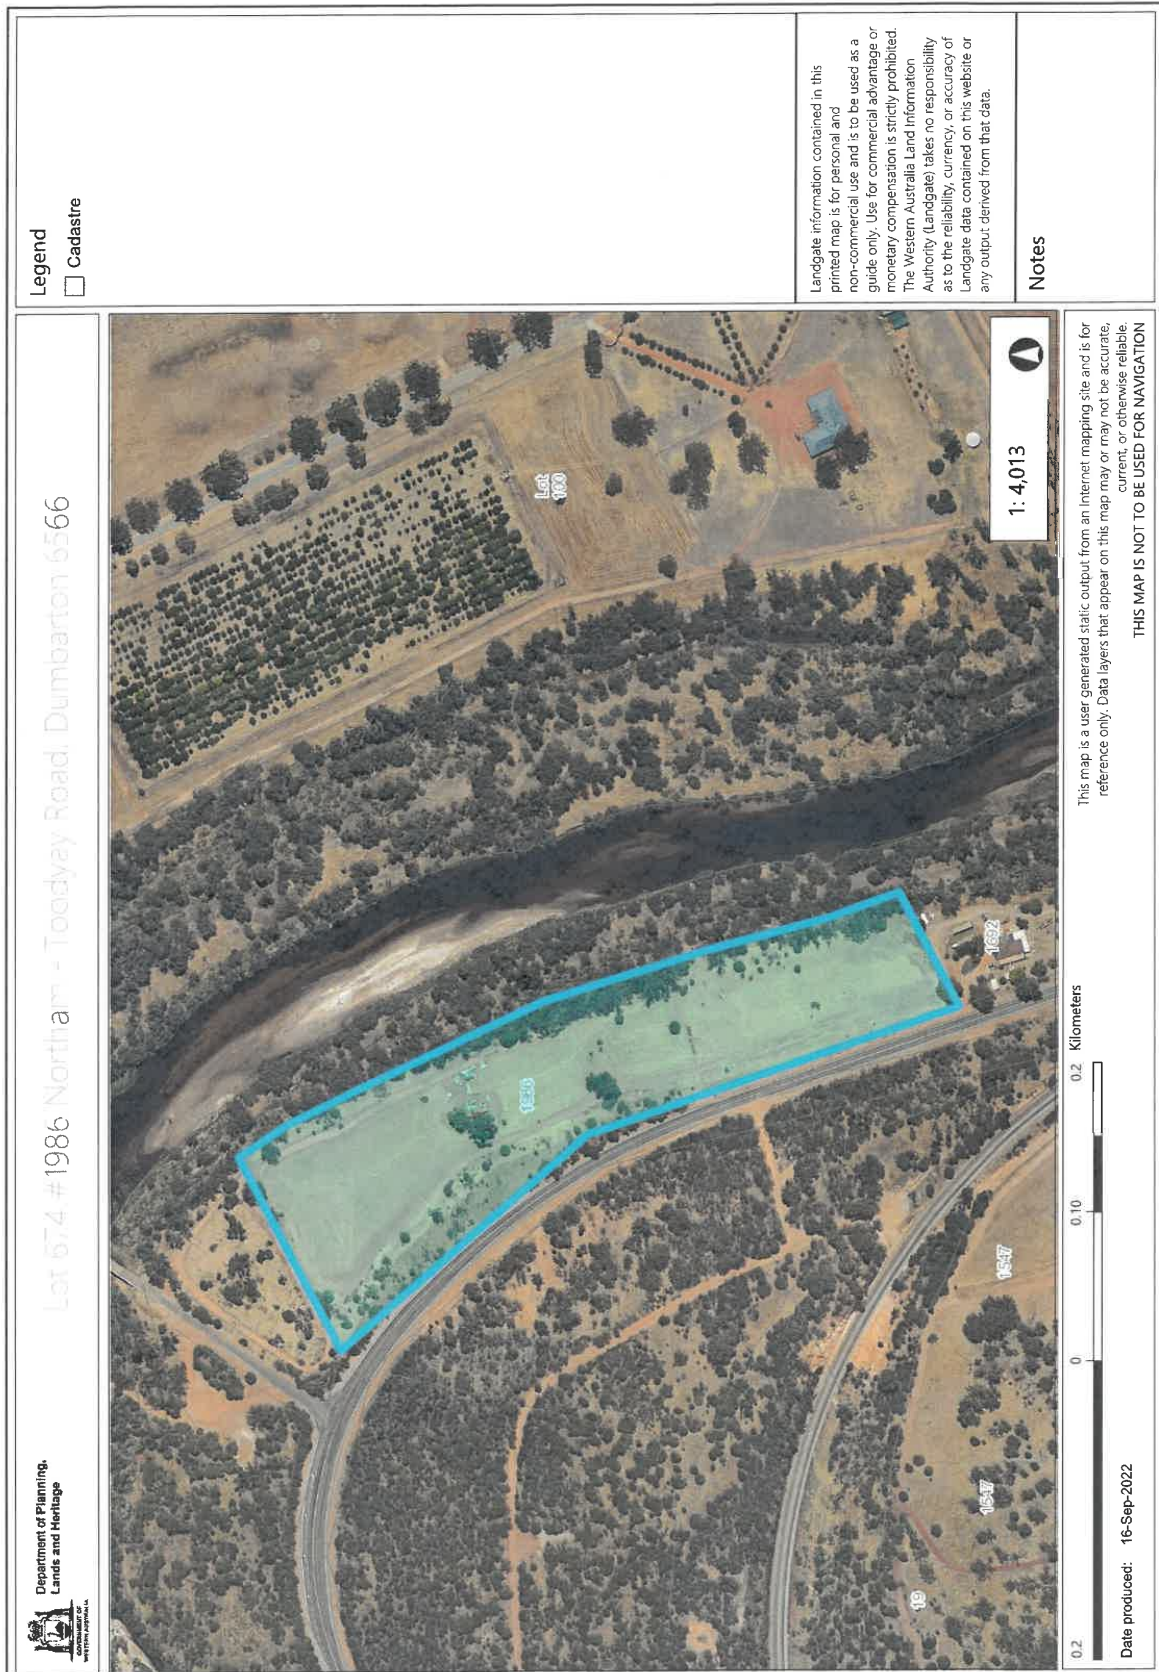 Department of Planning,
Lands and Heritage
GOVERNMENT OF
WESTERN AUSTRALIA
Lot 674 #1986 Northam - Toodyay Road, Dumbarton 6566
Legend
Cadastre
Lot
100
1986
1692
1547
1547
19
1: 4,013
Landgate information contained in this
printed map is for personal and
non-commercial use and is to be used as a
guide only. Use for commercial advantage or
monetary compensation is strictly prohibited.
The Western Australia Land Information
Authority (Landgate) takes no responsibility
as to the reliability, currency, or accuracy of
Landgate data contained on this website or
any output derived from that data.
Notes
0.2
0
0.10
0.2
Kilometers
Date produced: 16-Sep-2022
This map is a user generated static output from an Internet mapping site and is for
reference only. Data layers that appear on this map may or may not be accurate,
current, or otherwise reliable.
THIS MAP IS NOT TO BE USED FOR NAVIGATION